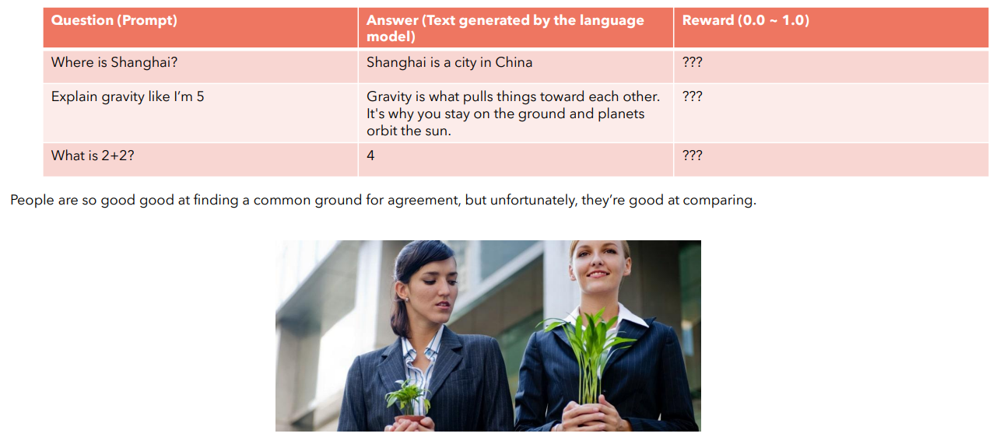 Question (Prompt)
Answer (Text generated by the language
model)
Reward (0.0 ~ 1.0)
Where is Shanghai?
Shanghai is a city in China
???
Explain gravity like I’m 5
Gravity is what pulls things toward each other.
It's why you stay on the ground and planets
orbit the sun.
???
What is 2+2?
4
???
People are so good good at finding a common ground for agreement, but unfortunately, they’re good at comparing.